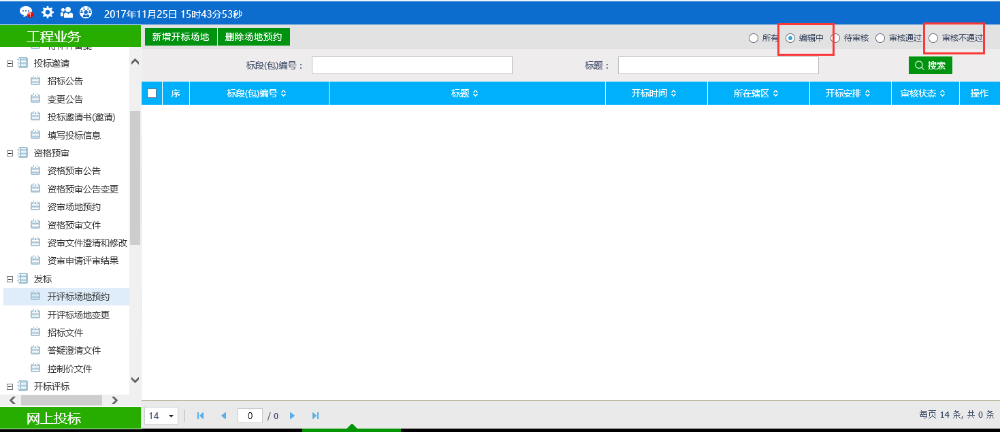 2017年11月25日 15时43分53秒
工程业务
投标邀请
招标公告
变更公告
投标邀请书(邀请)
填写投标信息
资格预审
资格预审公告
资格预审公告变更
资审场地预约
资格预审文件
资审文件澄清和修改
资审申请评审结果
发标
开评标场地预约
开评标场地变更
招标文件
答疑澄清文件
控制价文件
开标评标
网上投标
新增开标场地 删除场地预约 所有 编辑中 待审核 审核通过 审核不通过
标段(包)编号： 标题： 搜索
序 标段(包)编号 标题 开标时间 所在辖区 开标安排 审核状态 操作
14 0 / 0 每页 14 条, 共 0 条